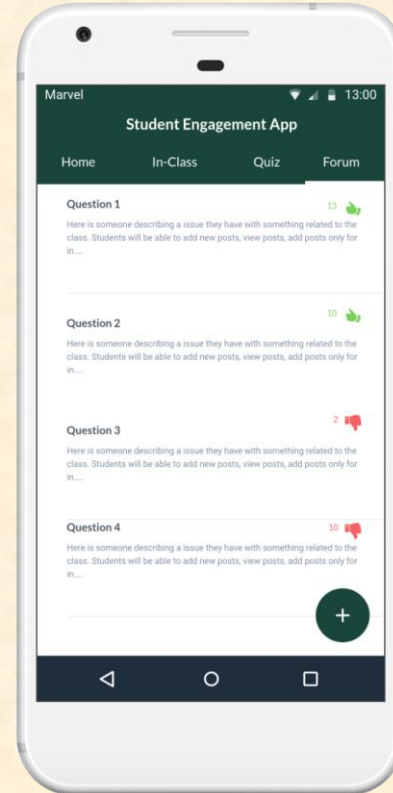 Marvel 13:00
Student Engagement App
Home In-Class Quiz Forum
Question 1 13
Here is someone describing a issue they have with something related to the
class. Students will be able to add new posts, view posts, add posts only for
in....
Question 2 10
Here is someone describing a issue they have with something related to the
class. Students will be able to add new posts, view posts, add posts only for
in....
Question 3 2
Here is someone describing a issue they have with something related to the
class. Students will be able to add new posts, view posts, add posts only for
in....
Question 4 10
Here is someone describing a issue they have with something related to the
class. Students will be able to add new posts, view posts, add posts only for
in....
+